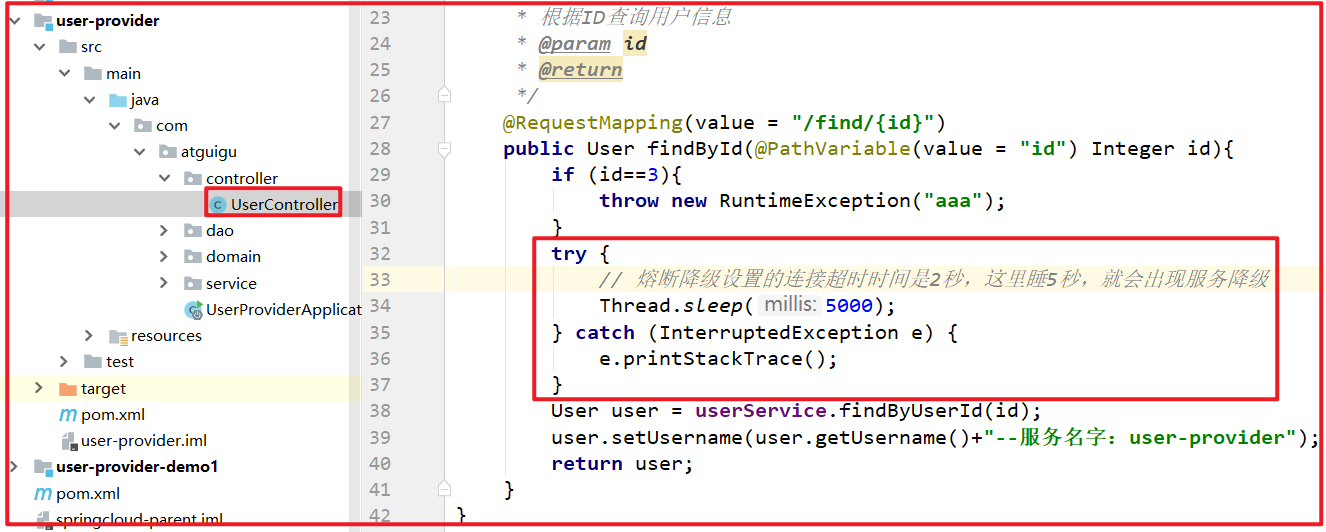 user-provider
src
main
java
com
atguigu
controller
UserController
dao
domain
service
UserProviderApplicat
resources
test
target
pom.xml
user-provider.iml
user-provider-demo1
pom.xml
springcloud-parent.iml
23 * 根据ID查询用户信息
24 * @param id
25 * @return
26 */
27 @RequestMapping(value = "/find/{id}")
28 public User findById(@PathVariable(value = "id") Integer id){
29 if (id==3){
30 throw new RuntimeException("aaa");
31 }
32 try {
33 // 熔断降级设置的连接超时时间是2秒，这里睡5秒，就会出现服务降级
34 Thread.sleep( millis: 5000);
35 } catch (InterruptedException e) {
36 e.printStackTrace();
37 }
38 User user = userService.findByUserId(id);
39 user.setUsername(user.getUsername()+"--服务名字：user-provider");
40 return user;
41 }
42 }